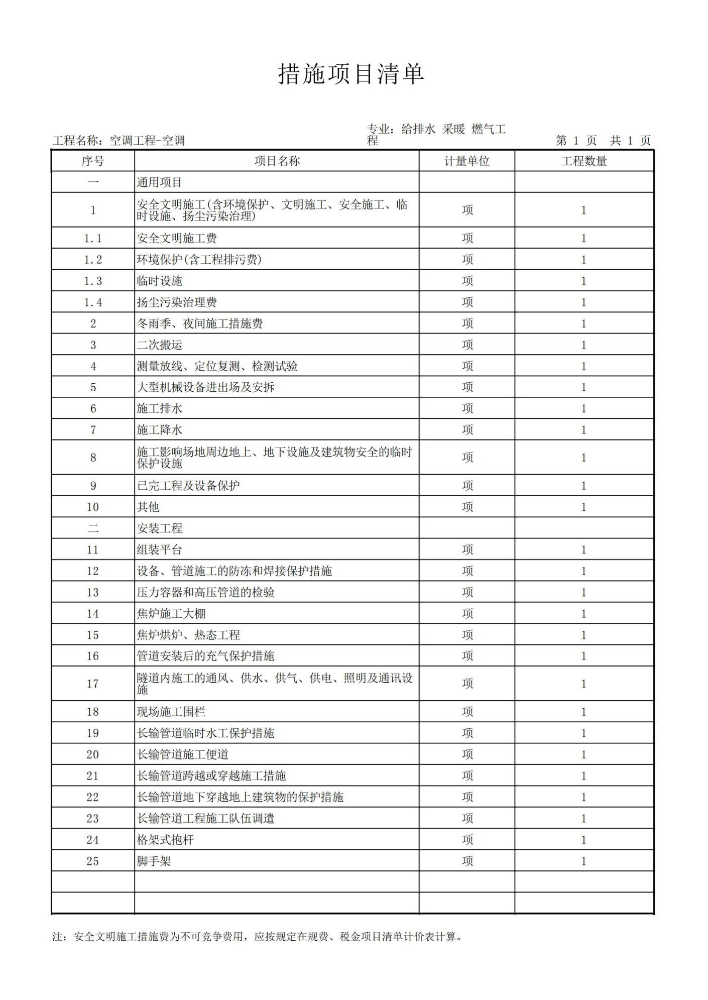 措施项目清单
专业：给排水 采暖 燃气工
工程名称：空调工程-空调 程 第 1 页 共 1 页
序号 项目名称 计量单位 工程数量
一 通用项目
1 安全文明施工(含环境保护、文明施工、安全施工、临 项 1
时设施、扬尘污染治理)
1.1 安全文明施工费 项 1
1.2 环境保护(含工程排污费) 项 1
1.3 临时设施 项 1
1.4 扬尘污染治理费 项 1
2 冬雨季、夜间施工措施费 项 1
3 二次搬运 项 1
4 测量放线、定位复测、检测试验 项 1
5 大型机械设备进出场及安拆 项 1
6 施工排水 项 1
7 施工降水 项 1
8 施工影响场地周边地上、地下设施及建筑物安全的临时 项 1
保护设施
9 已完工程及设备保护 项 1
10 其他 项 1
二 安装工程
11 组装平台 项 1
12 设备、管道施工的防冻和焊接保护措施 项 1
13 压力容器和高压管道的检验 项 1
14 焦炉施工大棚 项 1
15 焦炉烘炉、热态工程 项 1
16 管道安装后的充气保护措施 项 1
17 隧道内施工的通风、供水、供气、供电、照明及通讯设 项 1
施
18 现场施工围栏 项 1
19 长输管道临时水工保护措施 项 1
20 长输管道施工便道 项 1
21 长输管道跨越或穿越施工措施 项 1
22 长输管道地下穿越地上建筑物的保护措施 项 1
23 长输管道工程施工队伍调遣 项 1
24 格架式抱杆 项 1
25 脚手架 项 1
注：安全文明施工措施费为不可竞争费用，应按规定在规费、税金项目清单计价表计算。